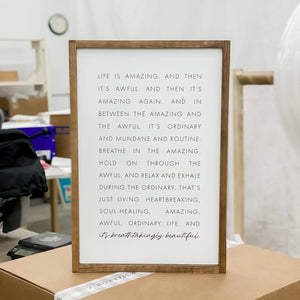 LIFE IS AMAZING. AND THEN
IT'S AWFUL. AND THEN IT'S
AMAZING AGAIN. AND IN
BETWEEN THE AMAZING AND
THE AWFUL, IT'S ORDINARY
AND MUNDANE AND ROUTINE.
BREATHE IN THE AMAZING,
HOLD ON THROUGH THE
AWFUL, AND RELAX AND EXHALE
DURING THE ORDINARY. THAT'S
JUST LIVING. HEARTBREAKING,
SOUL-HEALING, AMAZING,
AWFUL, ORDINARY LIFE. AND
it's breathtakingly beautiful.